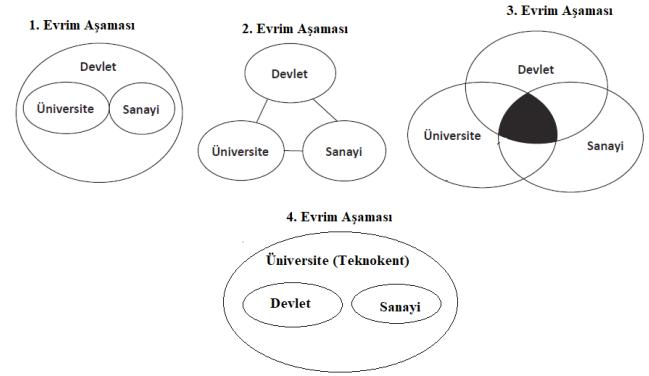 1. Evrim Aşaması
Devlet
Üniversite
Sanayi
2. Evrim Aşaması
Devlet
Üniversite
Sanayi
3. Evrim Aşaması
Devlet
Üniversite
Sanayi
4. Evrim Aşaması
Üniversite (Teknokent)
Devlet
Sanayi